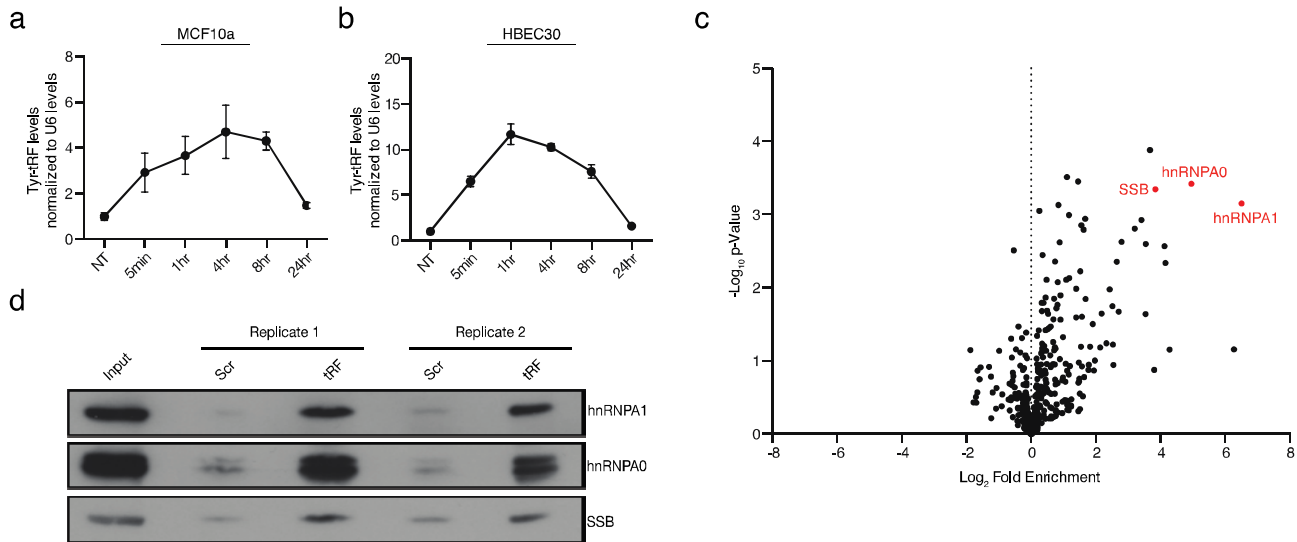 a
MCF10a
Tyr-tRF levels
normalized to U6 levels
8
6
4
2
0
NT
5min
1hr
4hr
8hr
24hr
b
HBEC30
Tyr-tRF levels
normalized to U6 levels
20
15
10
5
0
NT
5min
1hr
4hr
8hr
24hr
c
-Log10 p-Value
5
4
3
2
1
0
hnRNPA0
SSB
hnRNPA1
-8
-6
-4
-2
0
2
4
6
8
Log2 Fold Enrichment
d
Replicate 1
Replicate 2
Input
Scr
tRF
Scr
tRF
hnRNPA1
hnRNPA0
SSB